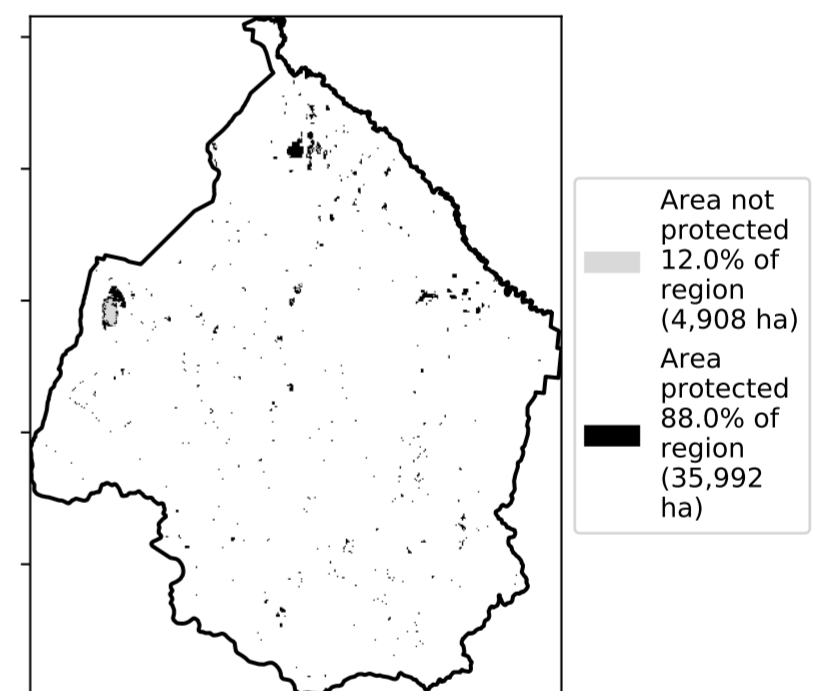 Area not
protected
12.0% of
region
(4,908 ha)
Area
protected
88.0% of
region
(35,992
ha)